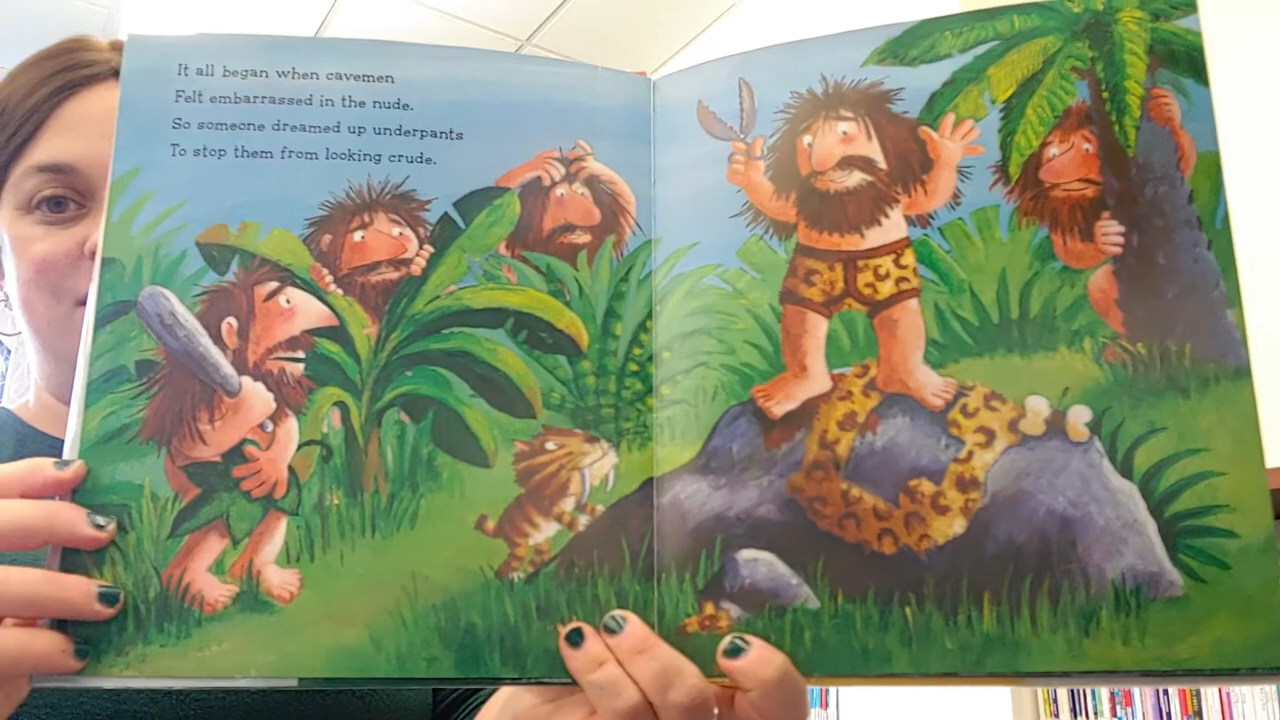 It all began when cavemen
Felt embarrassed in the nude.
So someone dreamed up underpants
To stop them from looking crude.